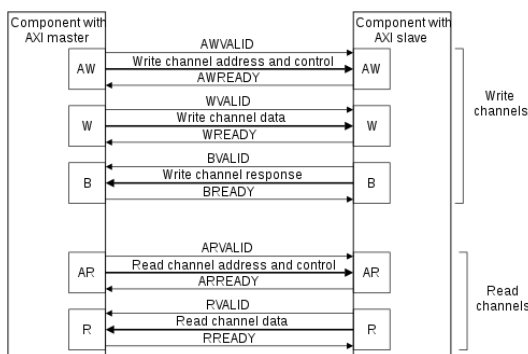 Component with
AXI master
Component with
AXI slave
AWVALID
AW
Write channel address and control
AW
AWREADY
Write
channels
WVALID
W
Write channel data
W
WREADY
BVALID
B
Write channel response
B
BREADY
ARVALID
AR
Read channel address and control
AR
ARREADY
Read
channels
RVALID
R
Read channel data
R
RREADY